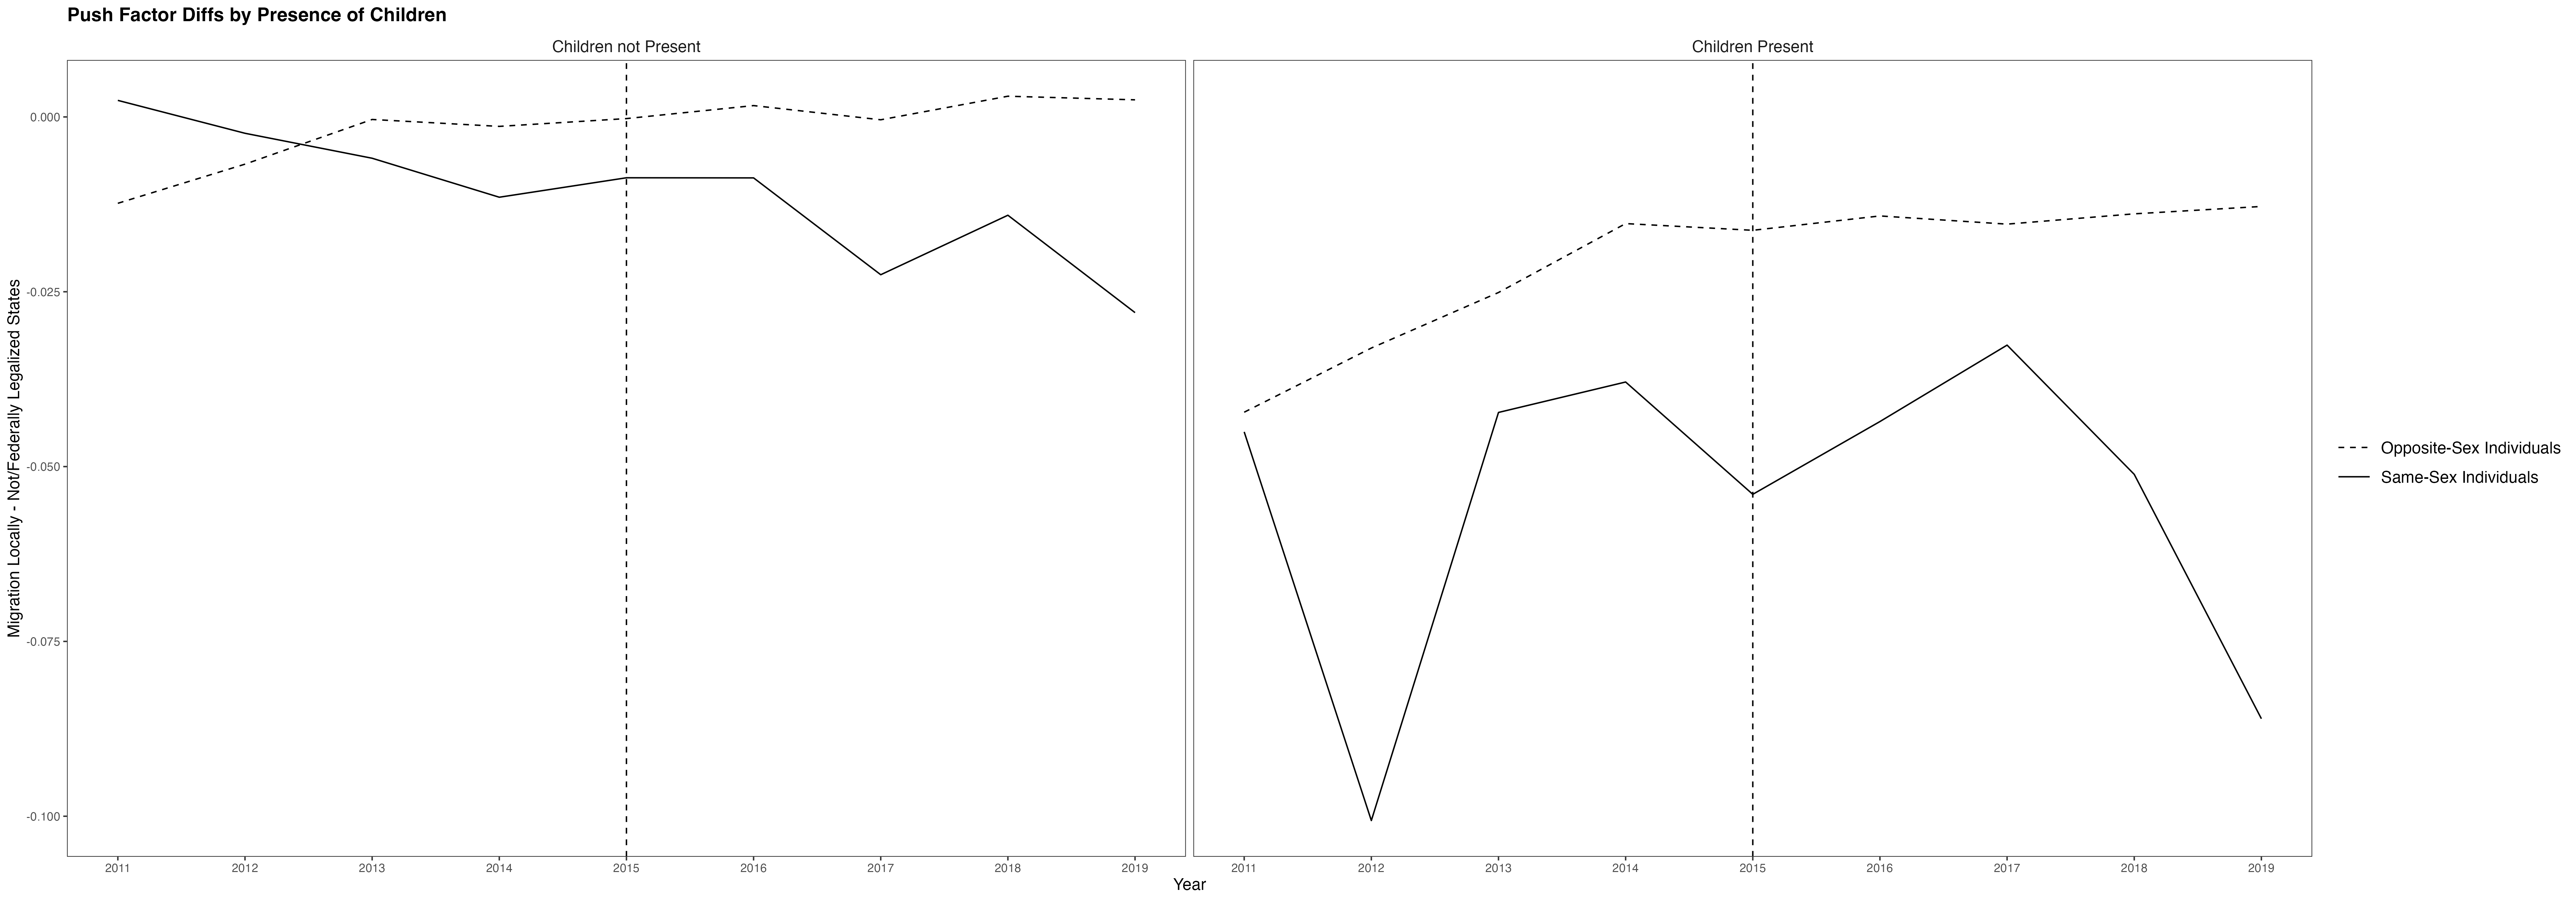 Push Factor Diffs by Presence of Children
Children not Present
Children Present
Migration Locally - Not/Federally Legalized States
0.000
-0.025
-0.050
-0.075
-0.100
2011 2012 2013 2014 2015 2016 2017 2018 2019
2011 2012 2013 2014 2015 2016 2017 2018 2019
Year
Opposite-Sex Individuals
Same-Sex Individuals